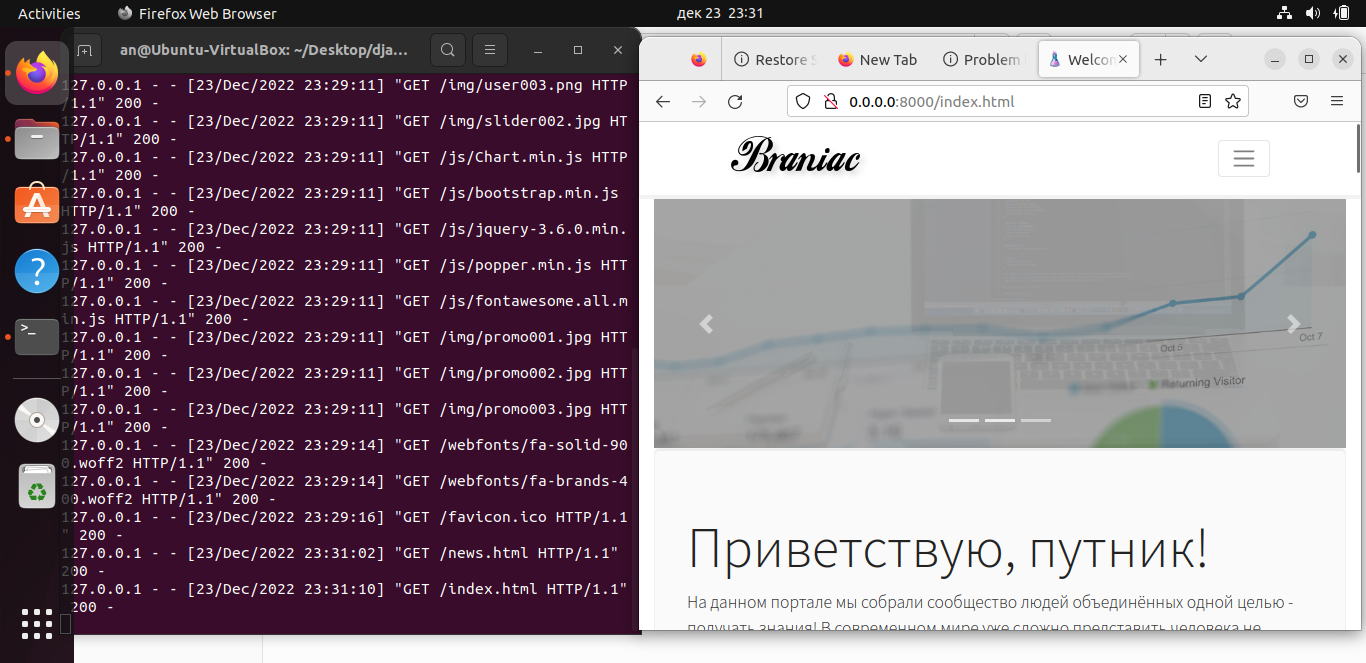 Activities
Firefox Web Browser
дек 23 23:31
an@Ubuntu-VirtualBox: ~/Desktop/dja...
127.0.0.1 - - [23/Dec/2022 23:29:11] "GET /img/user003.png HTTP
/1.1" 200 -
127.0.0.1 - - [23/Dec/2022 23:29:11] "GET /img/slider002.jpg HT
TP/1.1" 200 -
127.0.0.1 - - [23/Dec/2022 23:29:11] "GET /js/Chart.min.js HTTP
/1.1" 200 -
127.0.0.1 - - [23/Dec/2022 23:29:11] "GET /js/bootstrap.min.js
HTTP/1.1" 200 -
127.0.0.1 - - [23/Dec/2022 23:29:11] "GET /js/jquery-3.6.0.min.
js HTTP/1.1" 200 -
127.0.0.1 - - [23/Dec/2022 23:29:11] "GET /js/popper.min.js HTT
P/1.1" 200 -
127.0.0.1 - - [23/Dec/2022 23:29:11] "GET /js/fontawesome.all.m
in.js HTTP/1.1" 200 -
127.0.0.1 - - [23/Dec/2022 23:29:11] "GET /img/promo001.jpg HTT
P/1.1" 200 -
127.0.0.1 - - [23/Dec/2022 23:29:11] "GET /img/promo002.jpg HTT
P/1.1" 200 -
127.0.0.1 - - [23/Dec/2022 23:29:11] "GET /img/promo003.jpg HTT
P/1.1" 200 -
127.0.0.1 - - [23/Dec/2022 23:29:14] "GET /webfonts/fa-solid-90
0.woff2 HTTP/1.1" 200 -
127.0.0.1 - - [23/Dec/2022 23:29:14] "GET /webfonts/fa-brands-4
00.woff2 HTTP/1.1" 200 -
127.0.0.1 - - [23/Dec/2022 23:29:16] "GET /favicon.ico HTTP/1.1
" 200 -
127.0.0.1 - - [23/Dec/2022 23:31:02] "GET /news.html HTTP/1.1"
200 -
127.0.0.1 - - [23/Dec/2022 23:31:10] "GET /index.html HTTP/1.1"
200 -
Restore S
New Tab
Problem
Welcon
0.0.0.0:8000/index.html
Braniac
Oct 5
Oct 7
Returning Visitor
Приветствую, путник!
На данном портале мы собрали сообщество людей объединённых одной целью -
получать знания! В современном мире уже сложно представить человека не